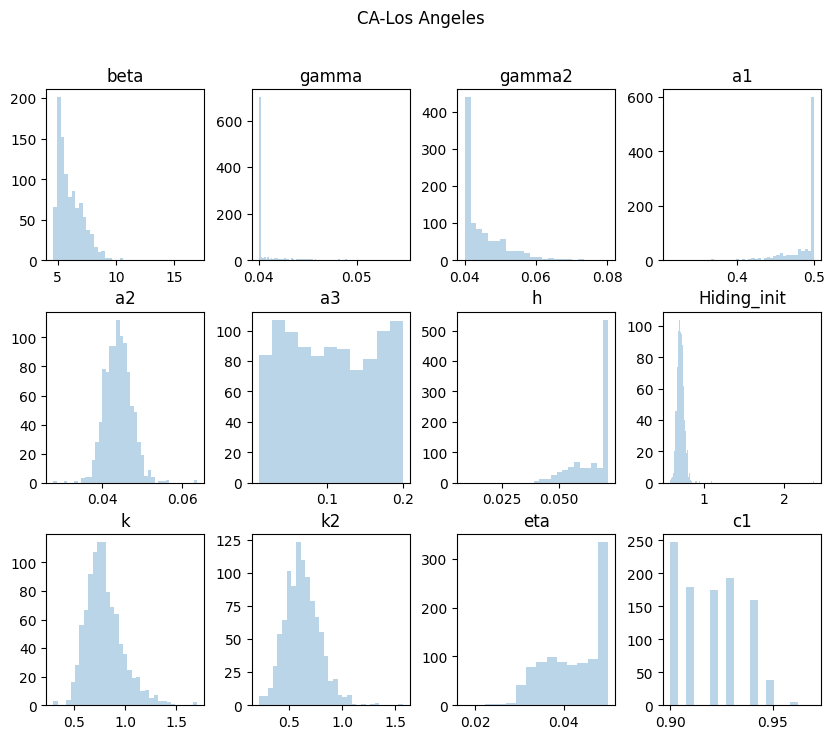 CA-Los Angeles
beta gamma gamma2 a1
200 150 100 50 0
5 10 15
600 400 200 0
0.04 0.05
400 300 200 100 0
0.04 0.06 0.08
600 400 200 0
0.4 0.5
a2 a3 h Hiding_init
100 80 60 40 20 0
0.04 0.06
100 80 60 40 20 0
0.1 0.2
500 400 300 200 100 0
0.025 0.050
100 80 60 40 20 0
1 2
k k2 eta c1
100 80 60 40 20 0
0.5 1.0 1.5
125 100 75 50 25 0
0.5 1.0 1.5
300 200 100 0
0.02 0.04
250 200 150 100 50 0
0.90 0.95